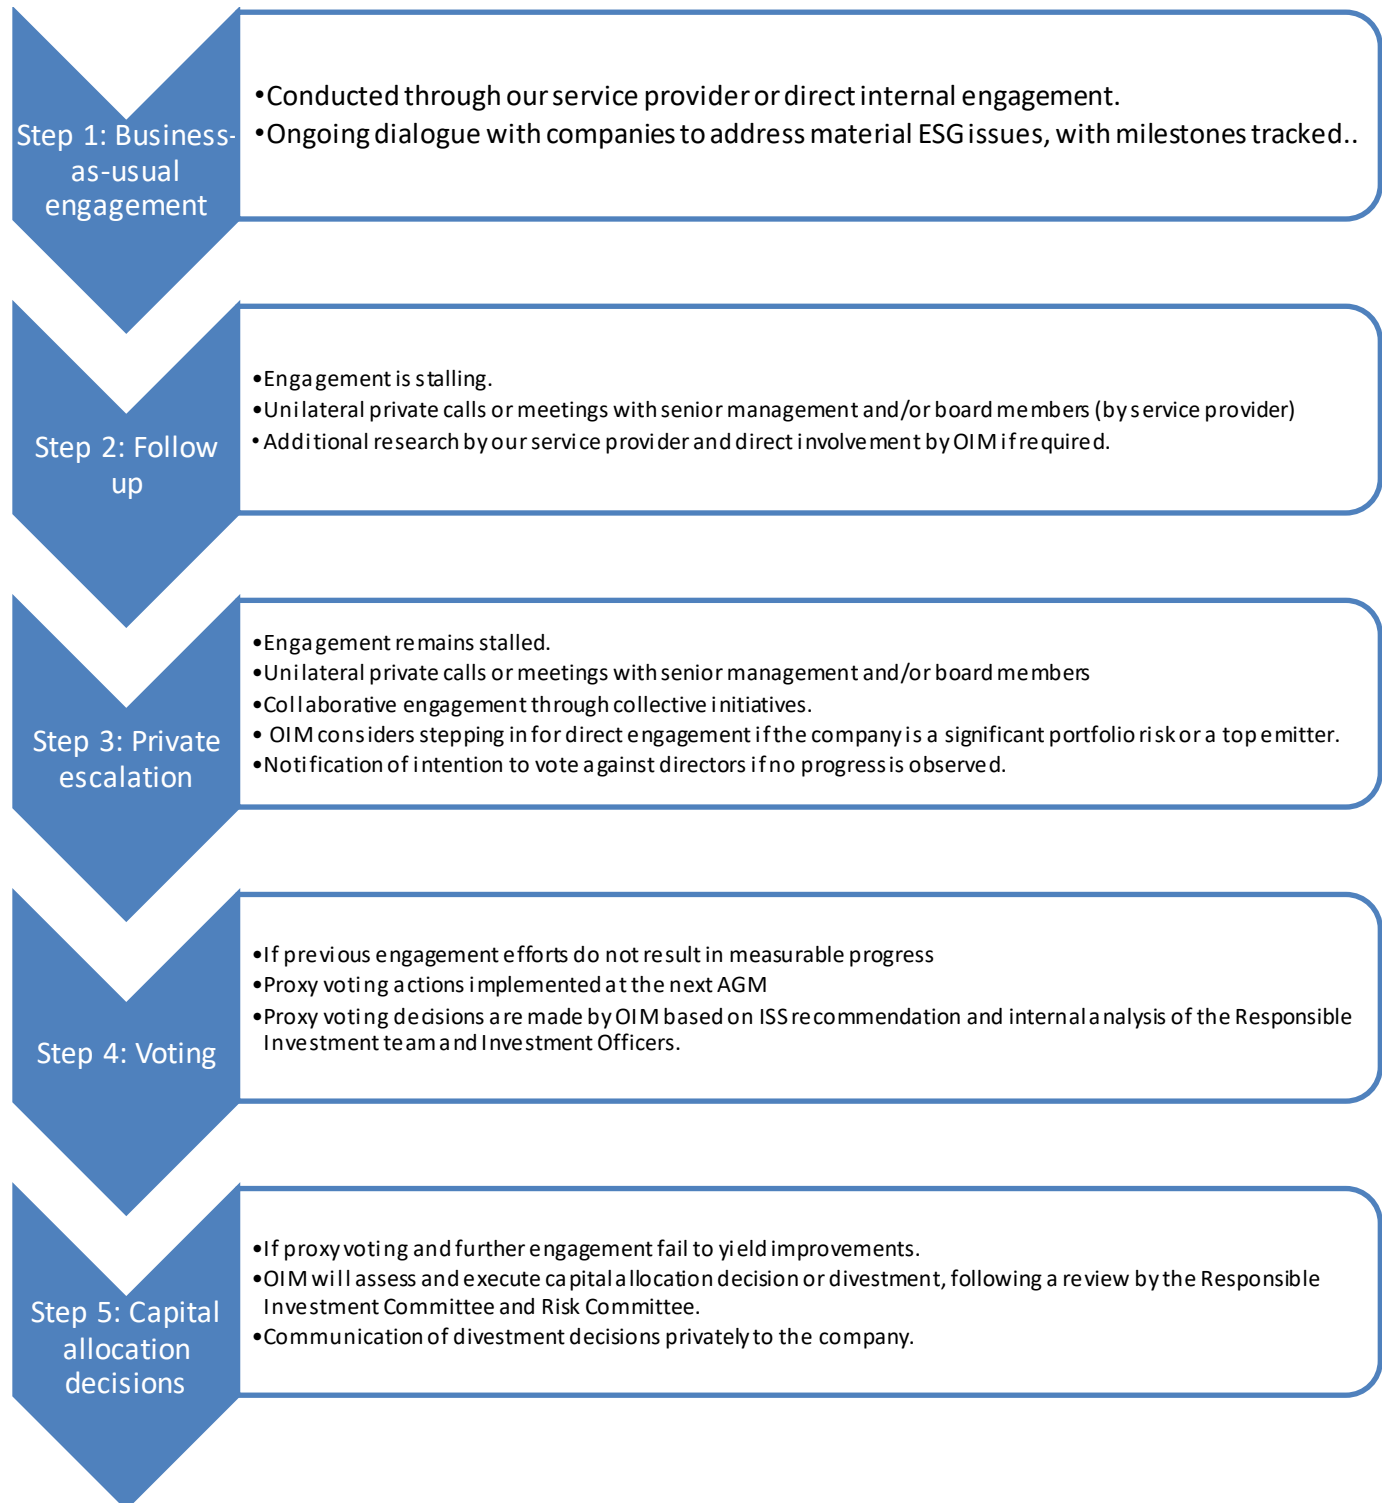 Step 1: Business-
as-usual
engagement
•Conducted through our service provider or direct internal engagement.
•Ongoing dialogue with companies to address material ESG issues, with milestones tracked..
Step 2: Follow
up
•Engagement is stalling.
•Unilateral private calls or meetings with senior management and/or board members (by service provider)
•Additional research by our service provider and direct involvement by OIM if required.
Step 3: Private
escalation
•Engagement remains stalled.
•Unilateral private calls or meetings with senior management and/or board members
•Collaborative engagement through collective initiatives.
• OIM considers stepping in for direct engagement if the company is a significant portfolio risk or a top emitter.
•Notification of intention to vote against directors if no progress is observed.
Step 4: Voting
•If previous engagement efforts do not result in measurable progress
•Proxy voting actions implemented at the next AGM
•Proxy voting decisions are made by OIM based on ISS recommendation and internal analysis of the Responsible
Investment team and Investment Officers.
Step 5: Capital
allocation
decisions
•If proxy voting and further engagement fail to yield improvements.
•OIM will assess and execute capital allocation decision or divestment, following a review by the Responsible
Investment Committee and Risk Committee.
•Communication of divestment decisions privately to the company.